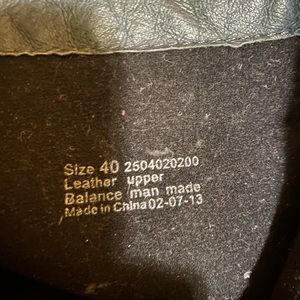 Size 40 2504020200
Leather upper
Balance man made
Made in China 02-07-13